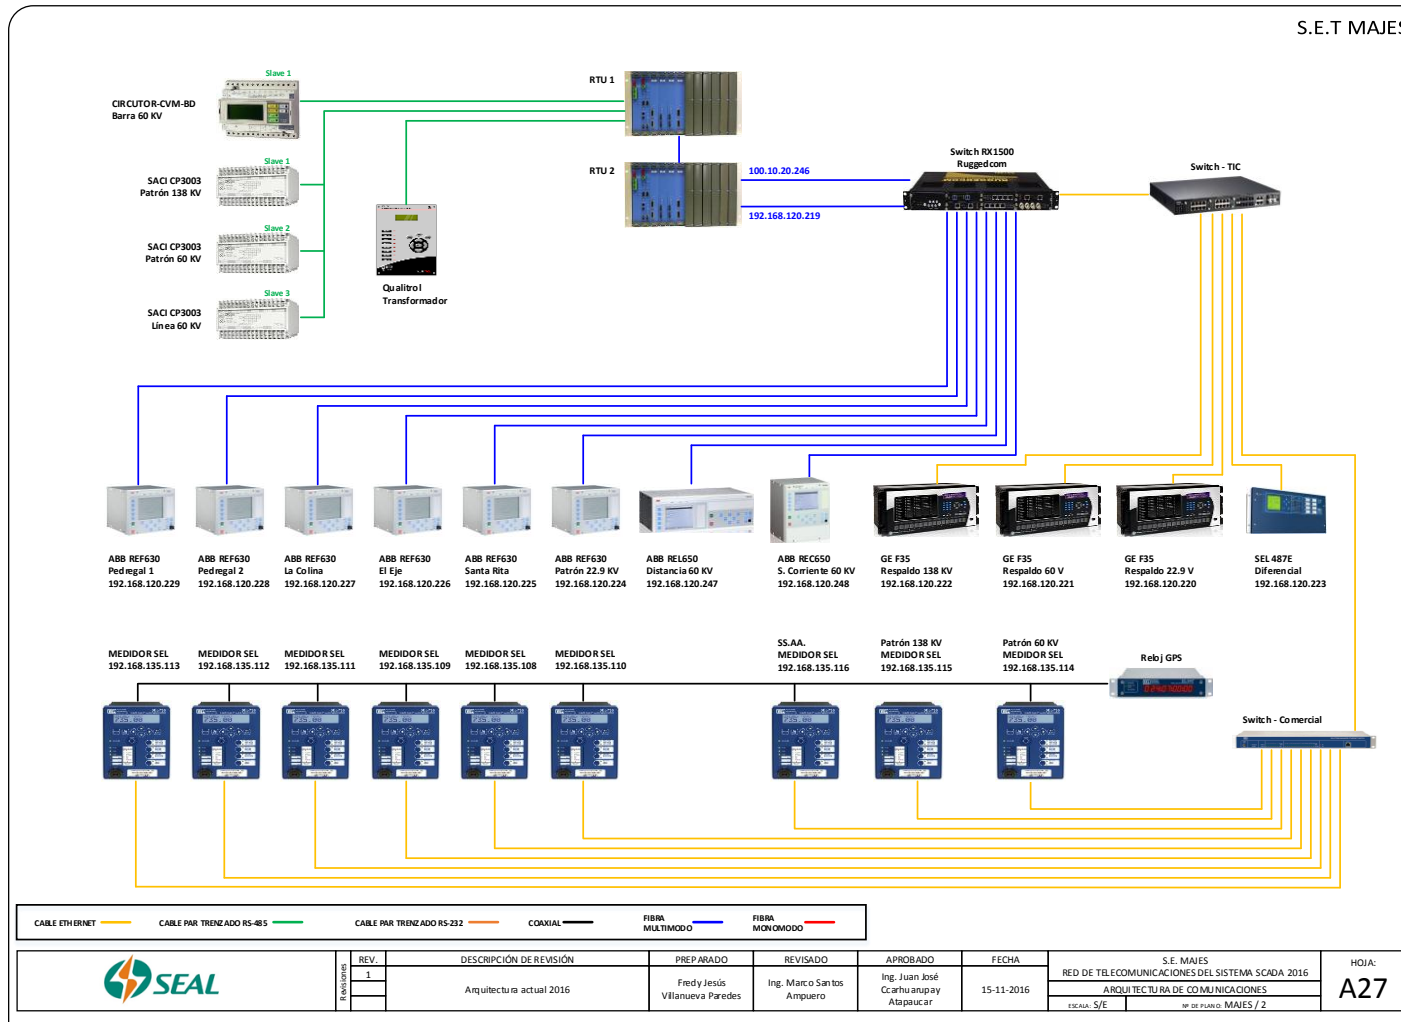 S.E.T MAJES
Slave 1
CIRCUTOR-CVM-BD
Barra 60 KV
RTU 1
Slave 1
SACI CP3003
Patrón 138 KV
RTU 2
100.10.20.246
192.168.120.219
Switch RX1500
Ruggedcom
Switch - TIC
Slave 2
SACI CP3003
Patrón 60 KV
Qualitrol
Transformador
Slave 3
SACI CP3003
Línea 60 KV
ABB REF630
Pedregal 1
192.168.120.229
ABB REF630
Pedregal 2
192.168.120.228
ABB REF630
La Colina
192.168.120.227
ABB REF630
El Eje
192.168.120.226
ABB REF630
Santa Rita
192.168.120.225
ABB REF630
Patrón 22.9 KV
192.168.120.224
ABB REL650
Distancia 60 KV
192.168.120.247
ABB REC650
S. Corriente 60 KV
192.168.120.248
GE F35
Respaldo 138 KV
192.168.120.222
GE F35
Respaldo 60 V
192.168.120.221
GE F35
Respaldo 22.9 V
192.168.120.220
SEL 487E
Diferencial
192.168.120.223
MEDIDOR SEL
192.168.135.113
MEDIDOR SEL
192.168.135.112
MEDIDOR SEL
192.168.135.111
MEDIDOR SEL
192.168.135.109
MEDIDOR SEL
192.168.135.108
MEDIDOR SEL
192.168.135.110
SS.AA.
MEDIDOR SEL
192.168.135.116
Patrón 138 KV
MEDIDOR SEL
192.168.135.115
Patrón 60 KV
MEDIDOR SEL
192.168.135.114
Reloj GPS
Switch - Comercial
CABLE ETHERNET
CABLE PAR TRENZADO RS-485
CABLE PAR TRENZADO RS-232
COAXIAL
FIBRA
MULTIMODO
FIBRA
MONOMODO
SEAL
Revisiones
REV.
1
DESCRIPCIÓN DE REVISIÓN
Arquitectura actual 2016
PREPARADO
Fredy Jesús
Villanueva Paredes
REVISADO
Ing. Marco Santos
Ampuero
APROBADO
Ing. Juan José
Ccarhuarupay
Atapaucar
FECHA
15-11-2016
S.E. MAJES
RED DE TELECOMUNICACIONES DEL SISTEMA SCADA 2016
ARQUITECTURA DE COMUNICACIONES
ESCALA: S/E
Nº DE PLANO: MAJES / 2
HOJA:
A27